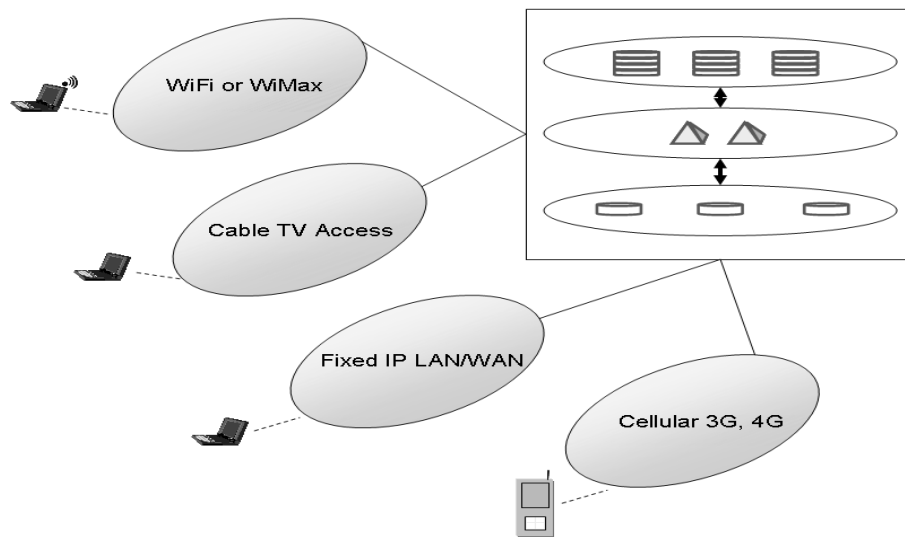 WiFi or WiMax
Cable TV Access
Fixed IP LAN/WAN
Cellular 3G, 4G